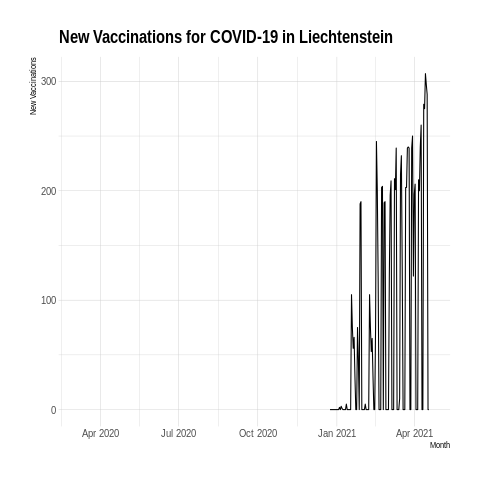 New Vaccinations for COVID-19 in Liechtenstein
New Vaccinations
300
200
100
0
Apr 2020 Jul 2020 Oct 2020 Jan 2021 Apr 2021
Month